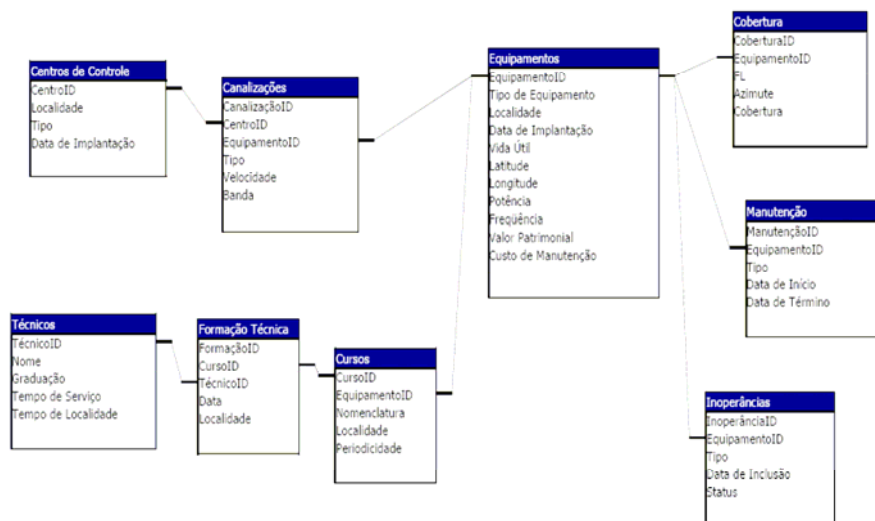 Centros de Controle
CentroID
Localidade
Tipo
Data de Implantação
Canalizações
CanalizaçãoID
CentroID
EquipamentoID
Tipo
Velocidade
Banda
Equipamentos
EquipamentoID
Tipo de Equipamento
Localidade
Data de Implantação
Vida Útil
Latitude
Longitude
Potência
Freqüência
Valor Patrimonial
Custo de Manutenção
Cobertura
CoberturaID
EquipamentoID
FL
Azimute
Cobertura
Manutenção
ManutençãoID
EquipamentoID
Tipo
Data de Início
Data de Término
Técnicos
TécnicoID
Nome
Graduação
Tempo de Serviço
Tempo de Localidade
Formação Técnica
FormaçãoID
CursoID
TécnicoID
Data
Localidade
Cursos
CursoID
EquipamentoID
Nomenclatura
Localidade
Periodicidade
Inoperâncias
InoperânciaID
EquipamentoID
Tipo
Data de Inclusão
Status